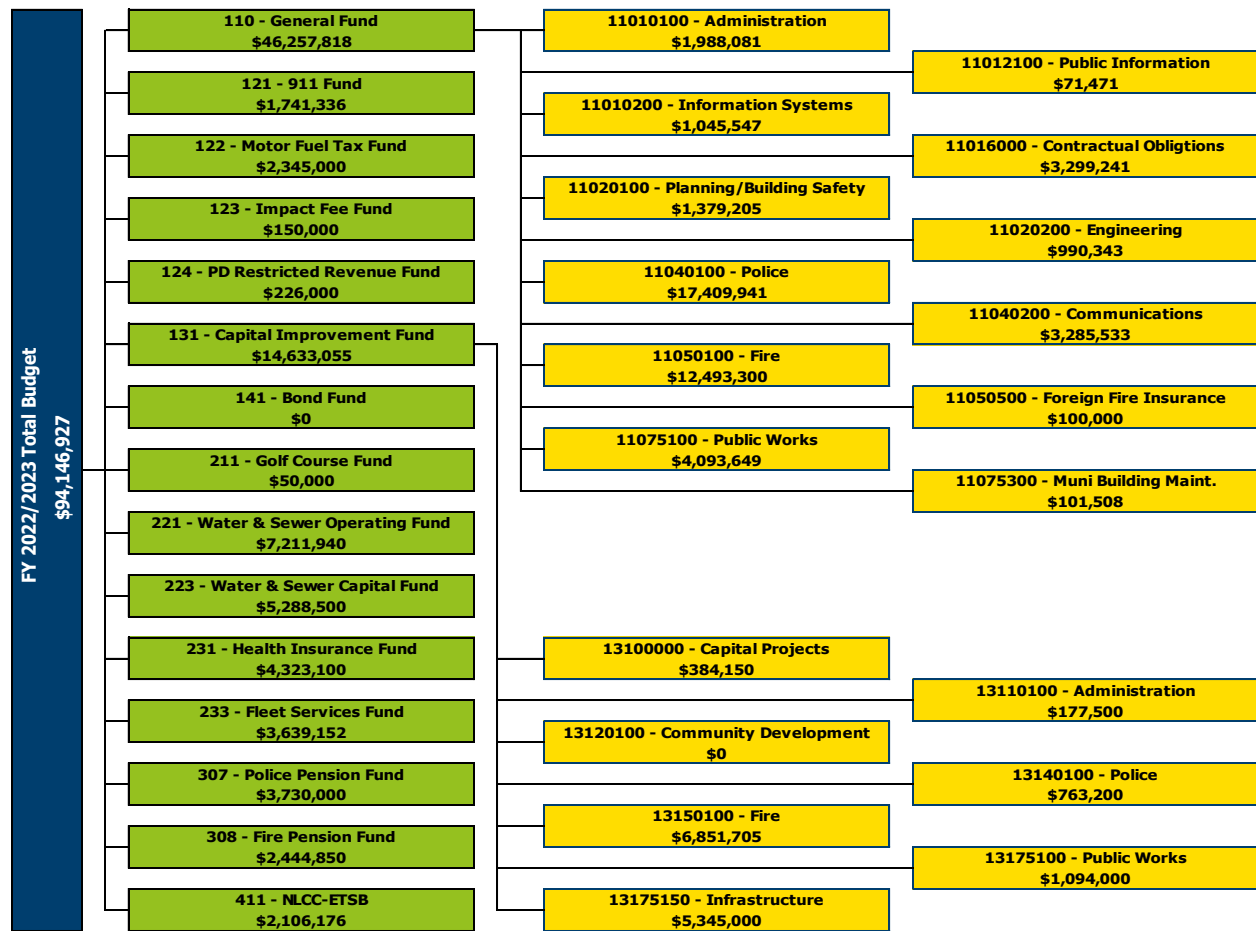 FY 2022/2023 Total Budget
$94,146,927
110 - General Fund
$46,257,818
121 - 911 Fund
$1,741,336
122 - Motor Fuel Tax Fund
$2,345,000
123 - Impact Fee Fund
$150,000
124 - PD Restricted Revenue Fund
$226,000
131 - Capital Improvement Fund
$14,633,055
141 - Bond Fund
$0
211 - Golf Course Fund
$50,000
221 - Water & Sewer Operating Fund
$7,211,940
223 - Water & Sewer Capital Fund
$5,288,500
231 - Health Insurance Fund
$4,323,100
233 - Fleet Services Fund
$3,639,152
307 - Police Pension Fund
$3,730,000
308 - Fire Pension Fund
$2,444,850
411 - NLCC-ETSB
$2,106,176
11010100 - Administration
$1,988,081
11012100 - Public Information
$71,471
11010200 - Information Systems
$1,045,547
11016000 - Contractual Obligtions
$3,299,241
11020100 - Planning/Building Safety
$1,379,205
11020200 - Engineering
$990,343
11040100 - Police
$17,409,941
11040200 - Communications
$3,285,533
11050100 - Fire
$12,493,300
11050500 - Foreign Fire Insurance
$100,000
11075100 - Public Works
$4,093,649
11075300 - Muni Building Maint.
$101,508
13100000 - Capital Projects
$384,150
13110100 - Administration
$177,500
13120100 - Community Development
$0
13140100 - Police
$763,200
13150100 - Fire
$6,851,705
13175100 - Public Works
$1,094,000
13175150 - Infrastructure
$5,345,000